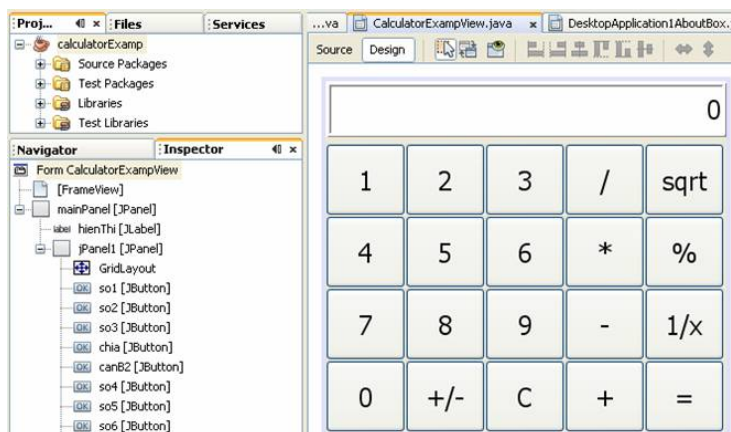 Proj... Files Services
calculatorExamp
Source Packages
Test Packages
Libraries
Test Libraries
Navigator Inspector
Form CalculatorExampView
[FrameView]
mainPanel [JPanel]
label hienThi [JLabel]
jPanel1 [JPanel]
GridLayout
OK so1 [JButton]
OK so2 [JButton]
OK so3 [JButton]
OK chia [JButton]
OK canB2 [JButton]
OK so4 [JButton]
OK so5 [JButton]
OK so6 [JButton]
...va CalculatorExampView.java DesktopApplication1AboutBox.
Source Design
0
1 2 3 / sqrt
4 5 6 * %
7 8 9 - 1/x
0 +/- C + =